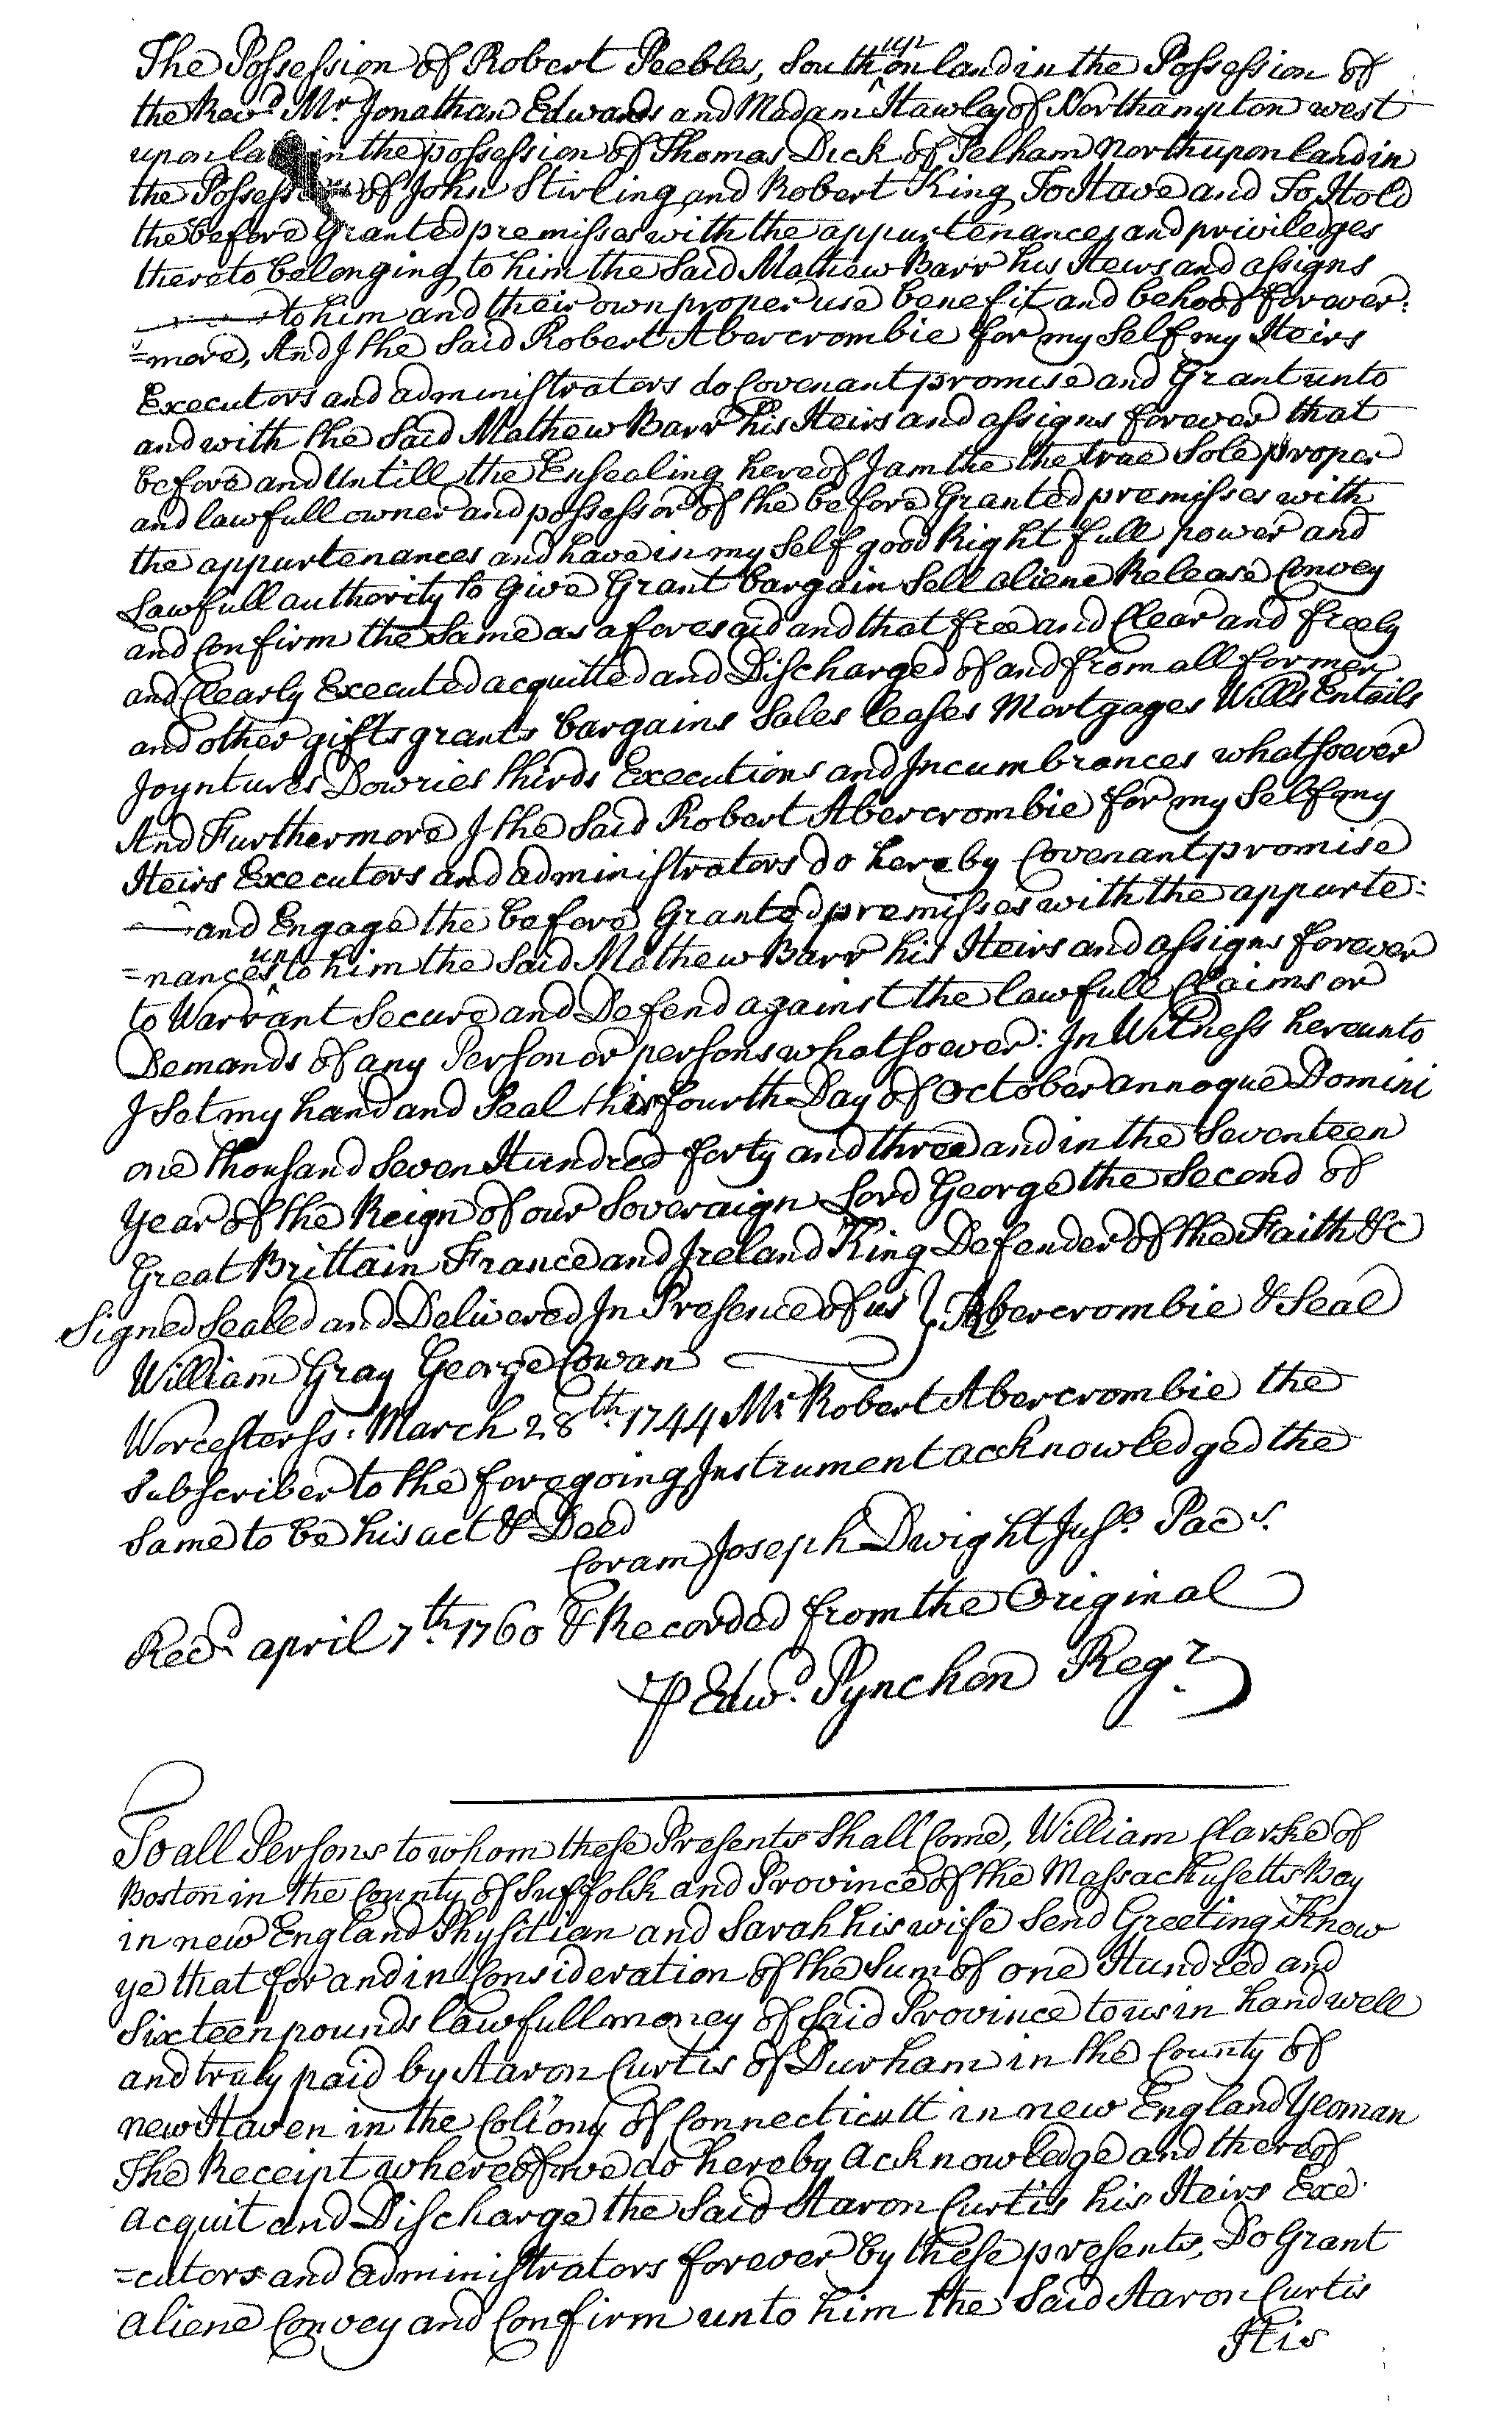 The Possession of Robert Peebles, South upon land in the Possession of
the Revd. Mr. Jonathan Edwards and Madam Hawley of Northampton west
upon land in the possession of Thomas Dick of Pelham North upon land in
the Possession of John Stirling and Robert King To Have and To Hold
the before Granted premisses with the appurtenances and priviledges
thereto belonging to him the Said Mathew Barr his Heirs and assigns
to him and their own proper use benefit and behoof forever:
=more, And I the Said Robert Abercrombie for my Self my Heirs
Executors and administrators do Covenant promise and Grant unto
and with the Said Mathew Barr his Heirs and assigns forever that
before and Untill the Ensealing hereof I am the the true Sole proper
and lawfull owner and possessor of the before Granted premisses with
the appurtenances and have in my Self good Right full power and
Lawfull authority to Give Grant bargain Sell aliene Release Convey
and Confirm the Same as aforesaid and that free and Clear and freely
and Clearly Executed acquitted and Discharged of and from all former
and other gifts grants bargains Sales leases Mortgages Wills Entails
Joyntures Dowries thirds Executions and Incumbrances whatsoever
And Furthermore I the Said Robert Abercrombie for my Self my
Heirs Executors and administrators do hereby Covenant promise
and Engage the before Granted premisses with the appurte:
=nances unto him the Said Mathew Barr his Heirs and assigns forever
to Warrant Secure and Defend against the lawfull Claims or
Demands of any Person or persons whatsoever: In Witness hereunto
I Set my hand and Seal this fourth Day of October annoque Domini
one thousand Seven Hundred forty and three and in the Seventeen
year of the Reign of our Soveraign Lord George the Second of
Great Brittain France and Ireland King Defender of the Faith &c
Signed Sealed and Delivered In Presence of us } Abercrombie & Seal
William Gray George Cowan
Worcester ss: March 28th. 1744 Mr Robert Abercrombie the
Subscriber to the foregoing Instrument acknowledged the
Same to be his act & Deed
Coram Joseph Dwight Juso. Pacs.
Recd. april 7th. 1760 & Recorded from the Original
P Edwd. Pynchon Regr.
To all Persons to whom these Presents Shall Come, William Clarke of
Boston in the County of Suffolk and Province of the Massachusetts Bay
in new England Physitian and Sarah his wife Send Greeting Know
ye that for and in Consideration of the Sum of one Hundred and
Sixteen pounds lawfull money of Said Province to us in hand well
and truly paid by Aaron Curtis of Durham in the County of
new Haven in the Collony of Connecticutt in new England Yeoman
The Receipt whereof we do hereby acknowledge and thereof
acquit and Discharge the Said Aaron Curtis his Heirs Exe
=cutors and administrators forever by these presents, Do Grant
aliene Convey and Confirm unto him the Said Aaron Curtis
His